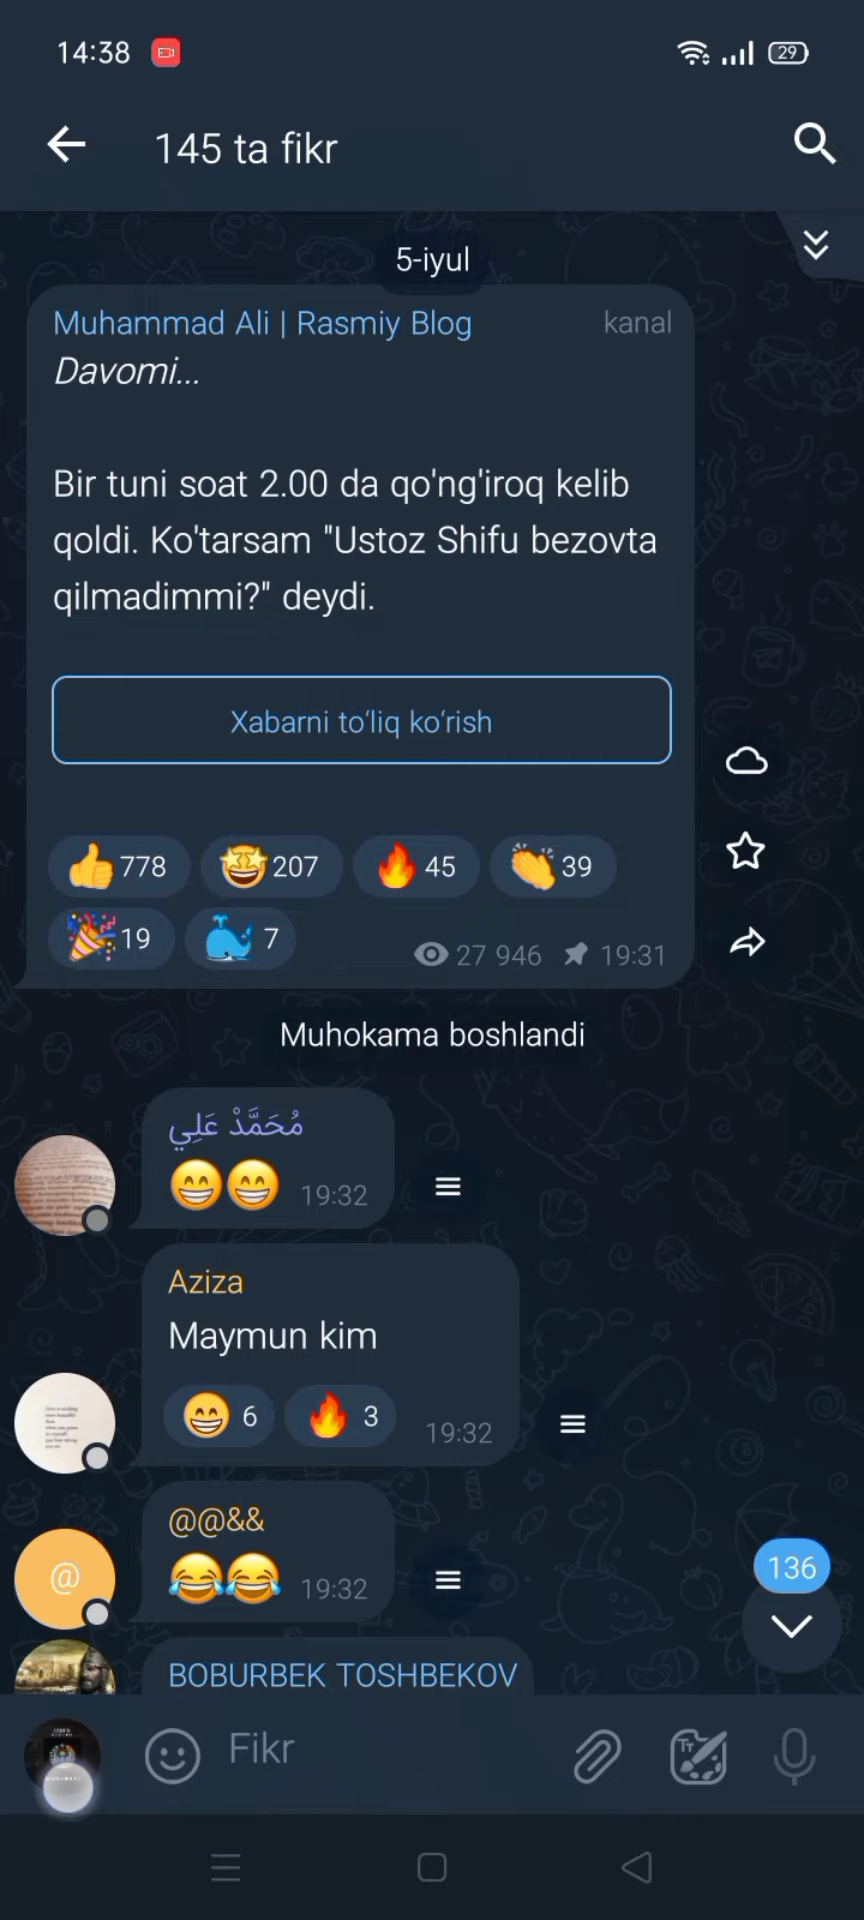 14:38
29
145 ta fikr
5-iyul
Muhammad Ali | Rasmiy Blog
kanal
Davomi...
Bir tuni soat 2.00 da qo'ng'iroq kelib
qoldi. Ko'tarsam "Ustoz Shifu bezovta
qilmadimmi?" deydi.
Xabarni to‘liq ko‘rish
👍 778 🤩 207 🔥 45 👏 39
🎉 19 🐳 7
27 946
19:31
Muhokama boshlandi
مُحَمَّدْ عَلِي
😁😁 19:32
Aziza
Maymun kim
😁 6 🔥 3 19:32
@@&&
@
😂😂 19:32
136
BOBURBEK TOSHBEKOV
Fikr